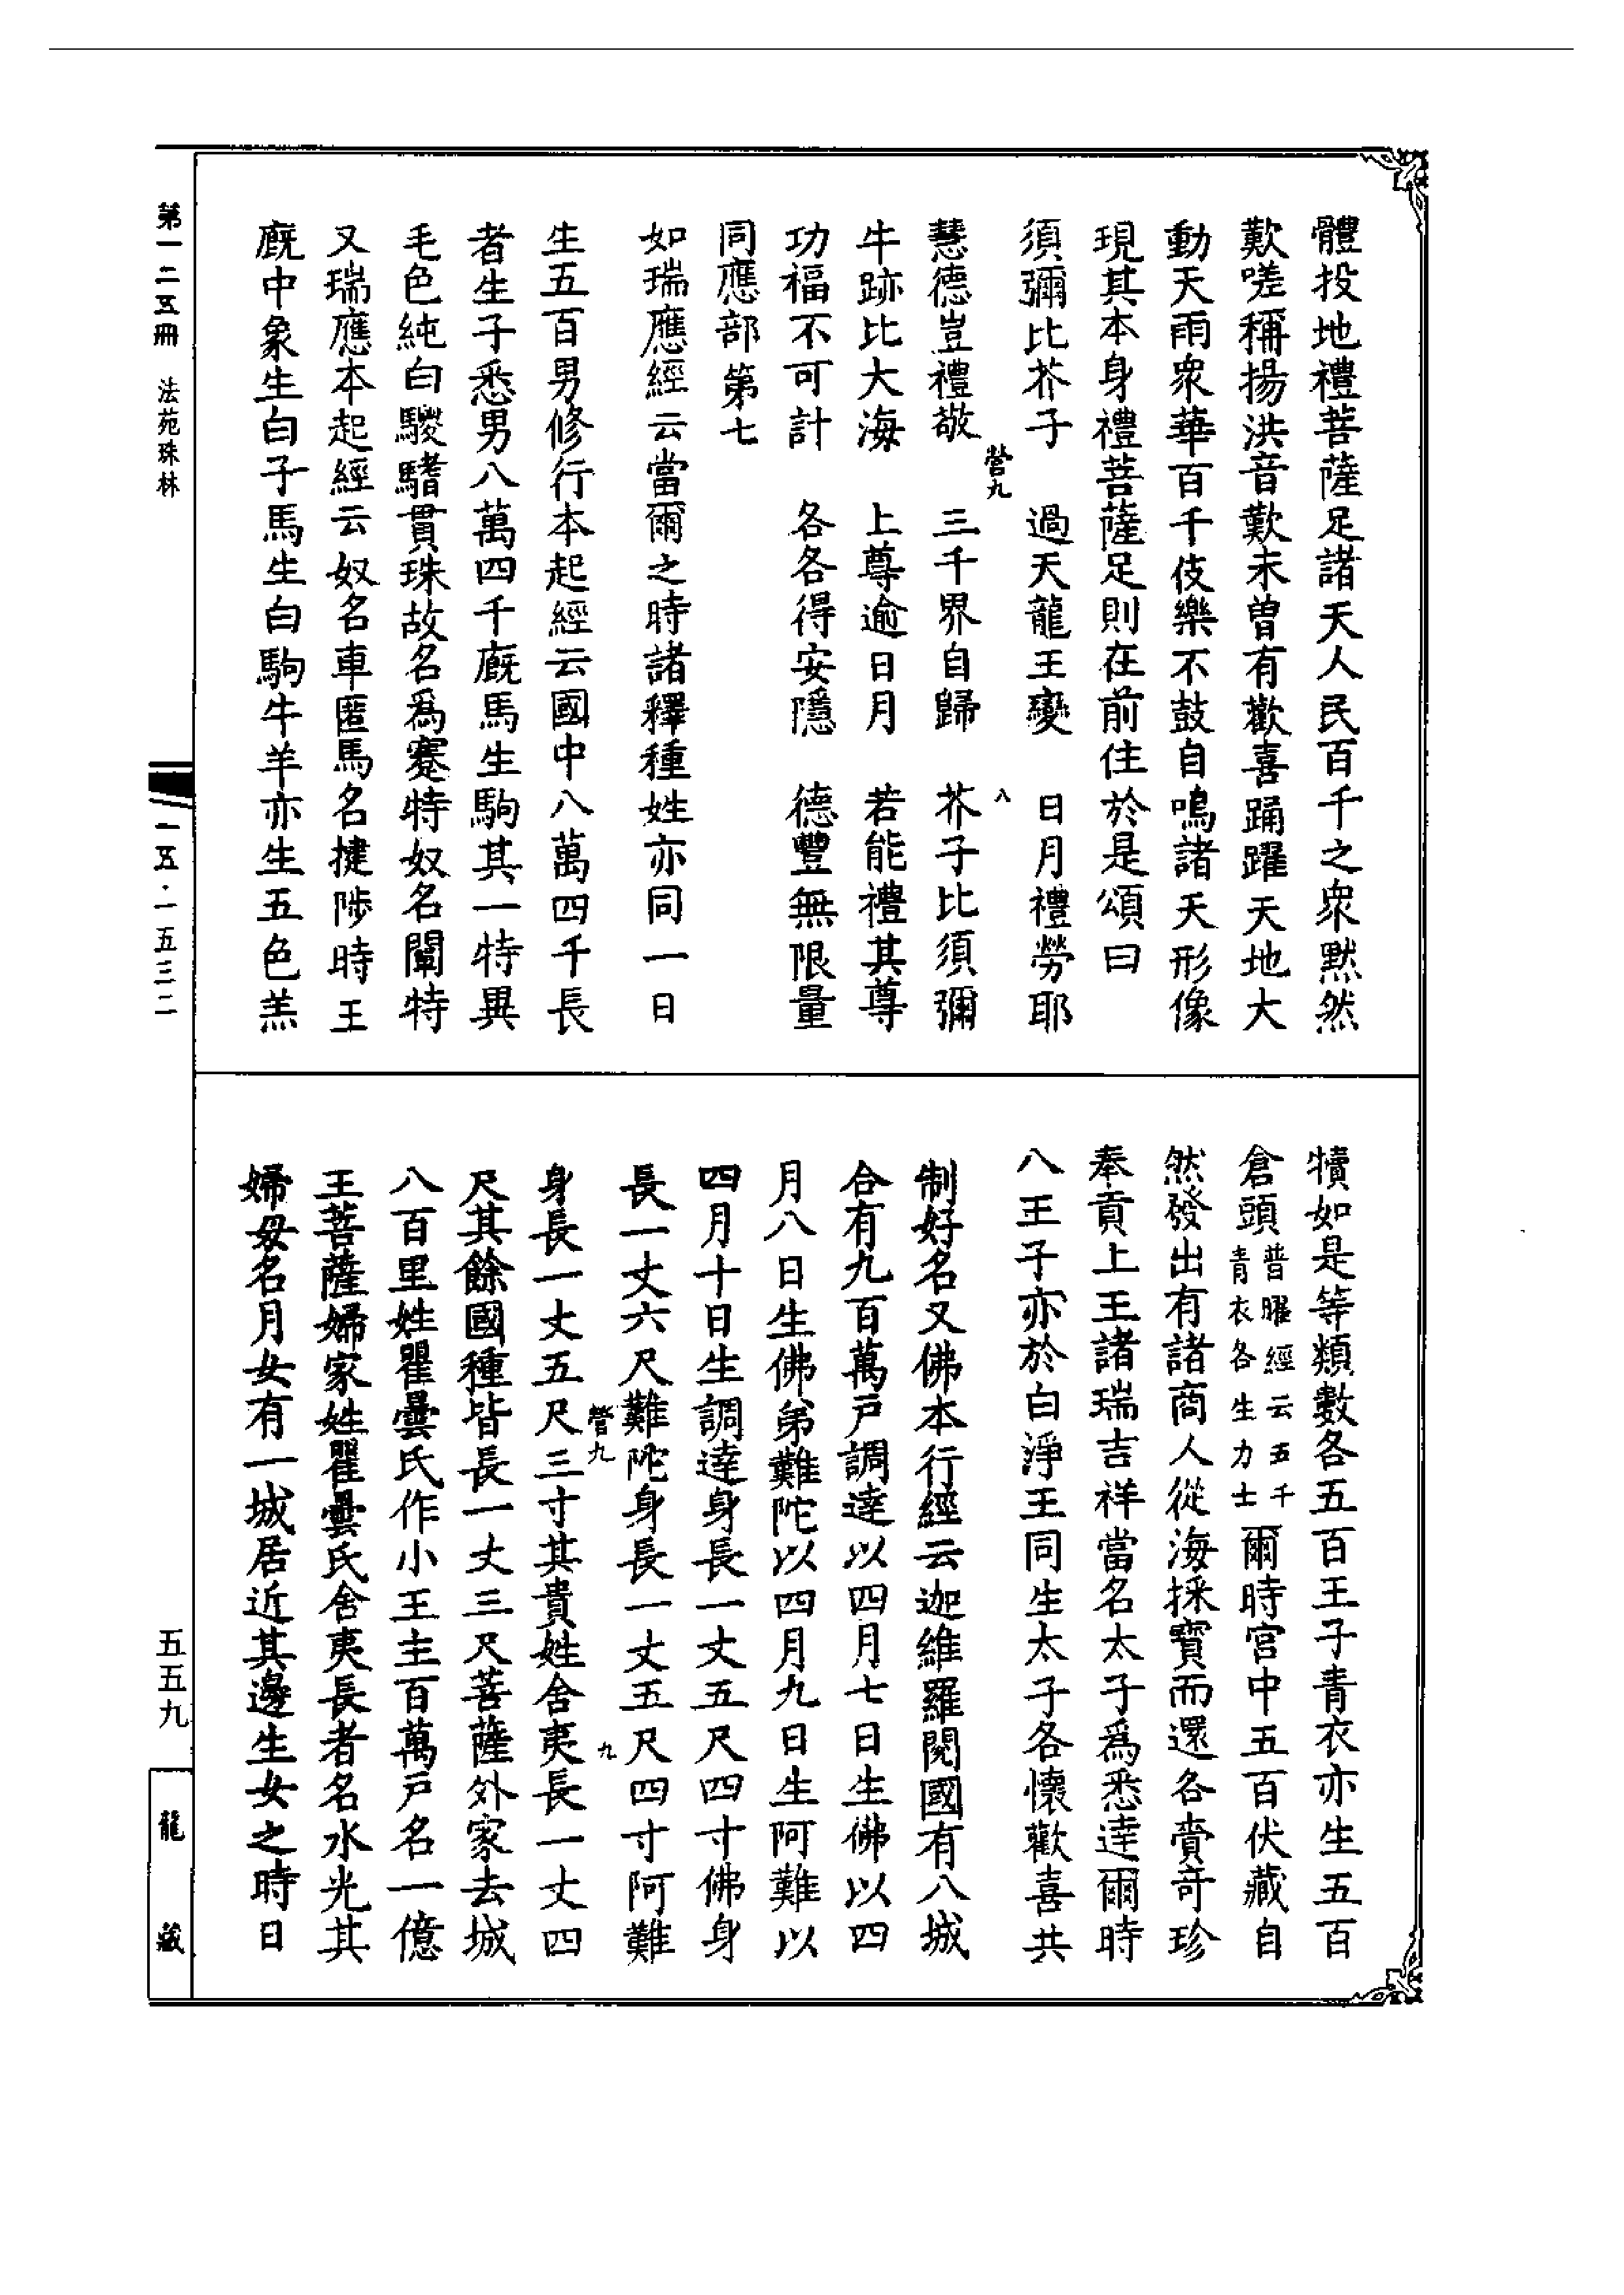 體投地禮菩薩足諸天人民百千之眾黙然
歎嗟稱揚洪音歎未曾有歡喜踊躍天地大
動天雨眾華百千伎樂不鼓自鳴諸天形像
現其本身禮菩薩足則在前住於是頌曰
須彌比芥子　過天龍王變　日月禮勞耶
營九　八
慧德豈禮敬　三千界自歸　芥子比須彌
牛跡比大海　上尊逾日月　若能禮其尊
功福不可計　各各得安隱　德豐無限量
同應部第七
如瑞應經云當爾之時諸釋種姓亦同一日
生五百男修行本起經云國中八萬四千長
者生子悉男八萬四千廐馬生駒其一特異
毛色純白騣䭱貫珠故名爲蹇特奴名闡特
又瑞應本起經云奴名車匿馬名揵陟時王
廐中象生白子馬生白駒牛羊亦生五色羔
犢如是等類數各五百王子青衣亦生五百
倉頭普曜經云五千青衣各生力士爾時宮中五百伏藏自
然發出有諸商人從海採寶而還各賷奇珍
奉貢上王諸瑞吉祥當名太子爲悉達爾時
八王子亦於白淨王同生太子各懷歡喜共
制好名又佛本行經云迦維羅閱國有八城
合有九百萬戶調達以四月七日生佛以四
月八日生佛弟難陀以四月九日生阿難以
四月十日生調達身長一丈五尺四寸佛身
長一丈六尺難陀身長一丈五尺四寸阿難
營九　九
身長一丈五尺三寸其貴姓舍夷長一丈四
尺其餘國種皆長一丈三尺菩薩外家去城
八百里姓瞿曇氏作小王主百萬戶名一億
王菩薩婦家姓瞿曇氏舍夷長者名水光其
婦母名月女有一城居近其邊生女之時日
第一二五冊　法苑珠林
一五·一五三二
五五九
龍藏